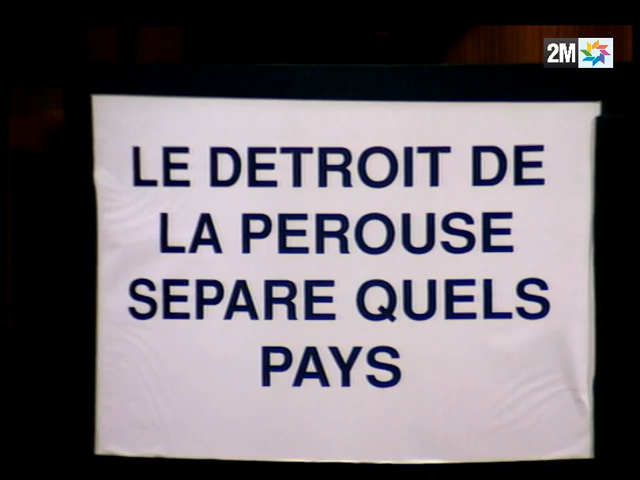 2M
LE DETROIT DE
LA PEROUSE
SEPARE QUELS
PAYS